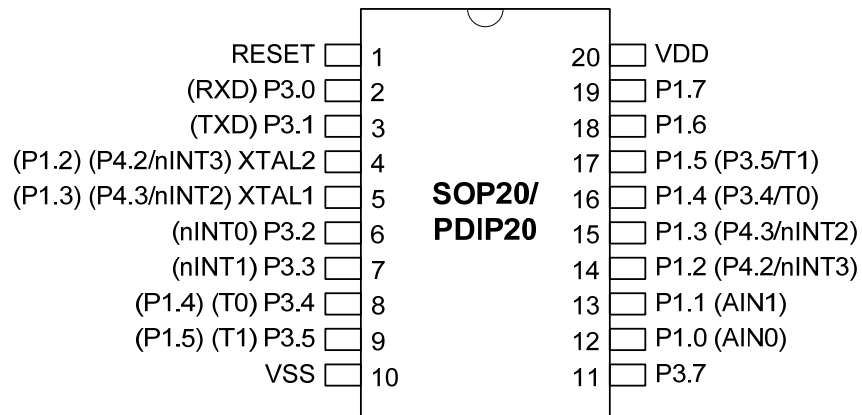 RESET 1 20 VDD
(RXD) P3.0 2 19 P1.7
(TXD) P3.1 3 18 P1.6
(P1.2) (P4.2/nINT3) XTAL2 4 17 P1.5 (P3.5/T1)
(P1.3) (P4.3/nINT2) XTAL1 5 SOP20/ 16 P1.4 (P3.4/T0)
(nINT0) P3.2 6 PDIP20 15 P1.3 (P4.3/nINT2)
(nINT1) P3.3 7 14 P1.2 (P4.2/nINT3)
(P1.4) (T0) P3.4 8 13 P1.1 (AIN1)
(P1.5) (T1) P3.5 9 12 P1.0 (AIN0)
VSS 10 11 P3.7